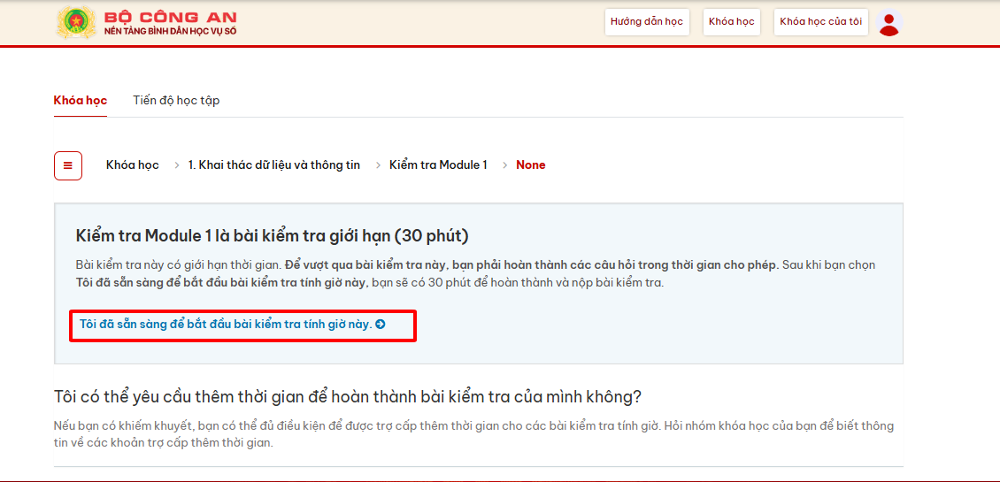 BỘ CÔNG AN
NỀN TẢNG BÌNH DÂN HỌC VỤ SỐ
Hướng dẫn học
Khóa học
Khóa học của tôi
Khóa học
Tiến độ học tập
Khóa học > 1. Khai thác dữ liệu và thông tin > Kiểm tra Module 1 > None
Kiểm tra Module 1 là bài kiểm tra giới hạn (30 phút)
Bài kiểm tra này có giới hạn thời gian. Để vượt qua bài kiểm tra này, bạn phải hoàn thành các câu hỏi trong thời gian cho phép. Sau khi bạn chọn
Tôi đã sẵn sàng để bắt đầu bài kiểm tra tính giờ này, bạn sẽ có 30 phút để hoàn thành và nộp bài kiểm tra.
Tôi đã sẵn sàng để bắt đầu bài kiểm tra tính giờ này.
Tôi có thể yêu cầu thêm thời gian để hoàn thành bài kiểm tra của mình không?
Nếu bạn có khiếm khuyết, bạn có thể đủ điều kiện để được trợ cấp thêm thời gian cho các bài kiểm tra tính giờ. Hỏi nhóm khóa học của bạn để biết thông
tin về các khoản trợ cấp thêm thời gian.